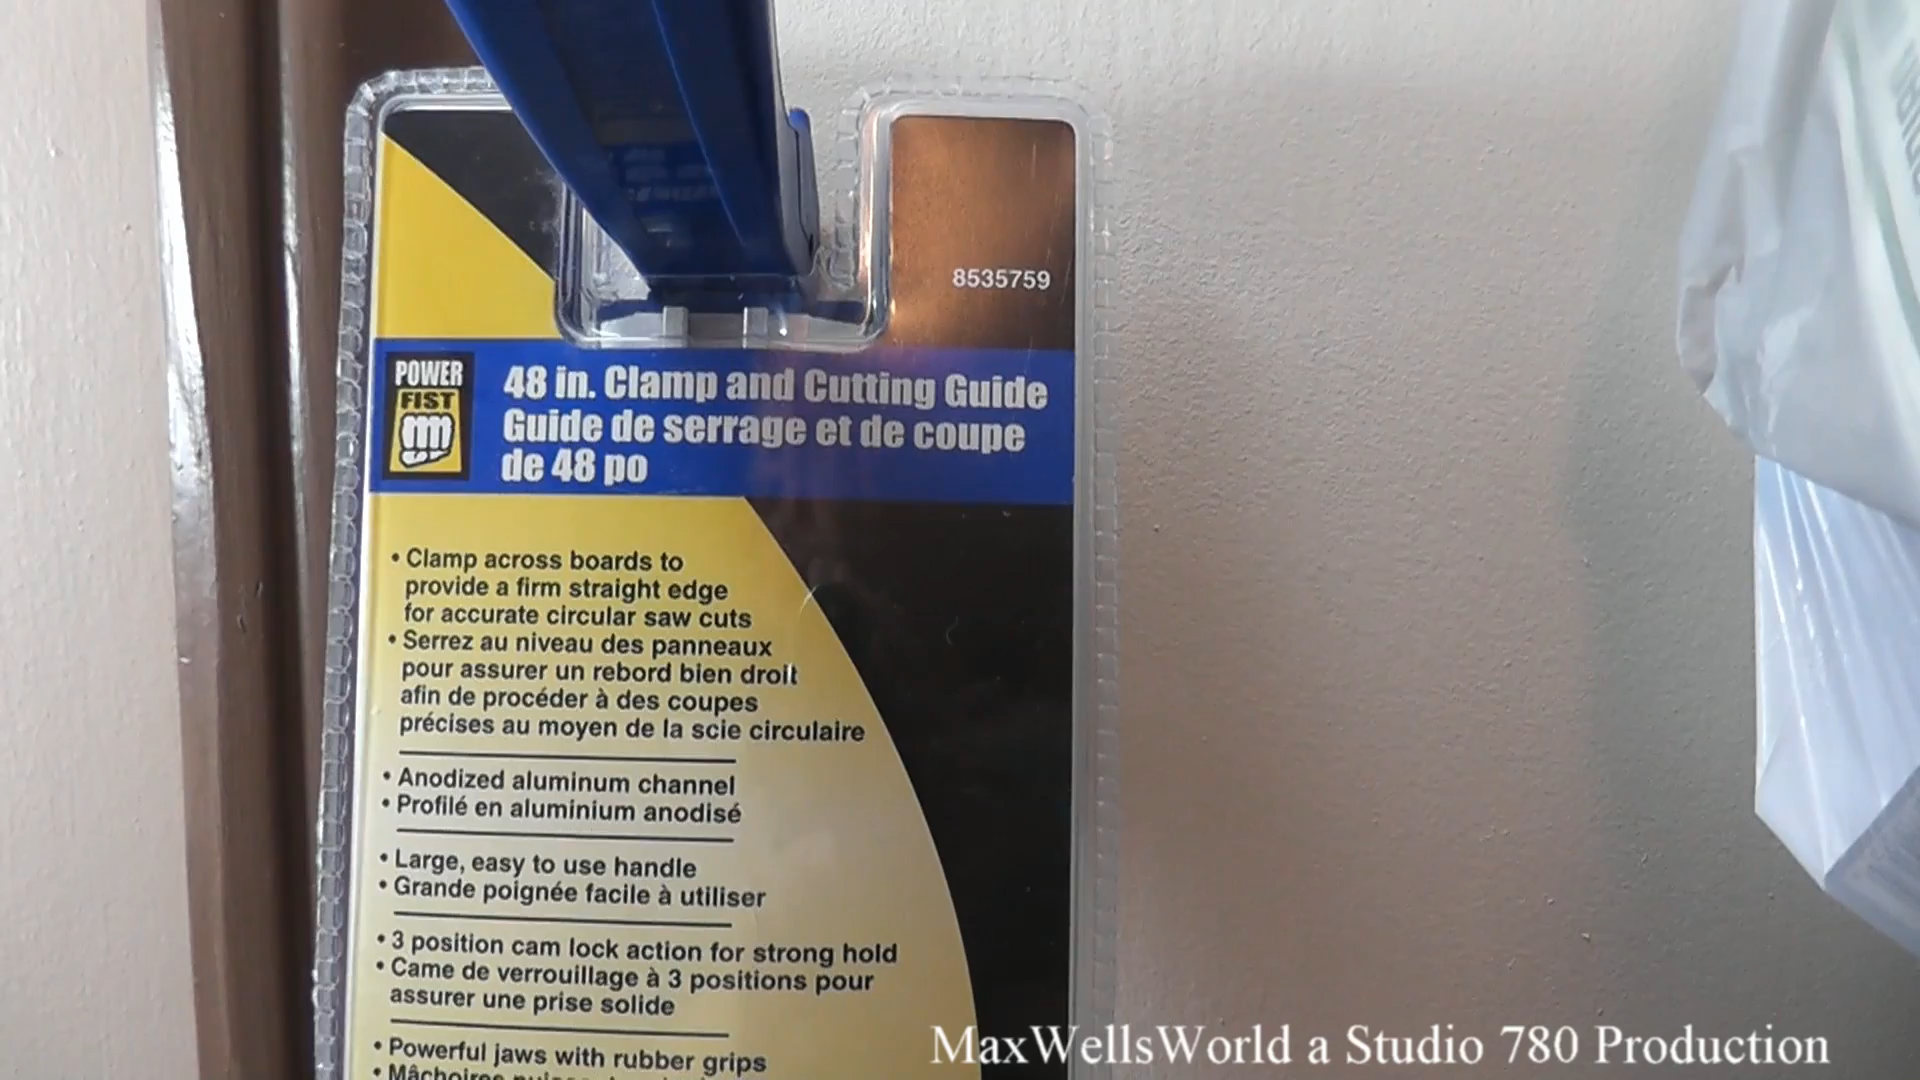 8535759
POWER
FIST
48 in. Clamp and Cutting Guide
Guide de serrage et de coupe
de 48 po
• Clamp across boards to
provide a firm straight edge
for accurate circular saw cuts
• Serrez au niveau des panneaux
pour assurer un rebord bien droit
afin de procéder à des coupes
précises au moyen de la scie circulaire
• Anodized aluminum channel
• Profilé en aluminium anodisé
• Large, easy to use handle
• Grande poignée facile à utiliser
• 3 position cam lock action for strong hold
• Came de verrouillage à 3 positions pour
assurer une prise solide
• Powerful jaws with rubber grips
• Mâchoires
MaxWellsWorld a Studio 780 Production